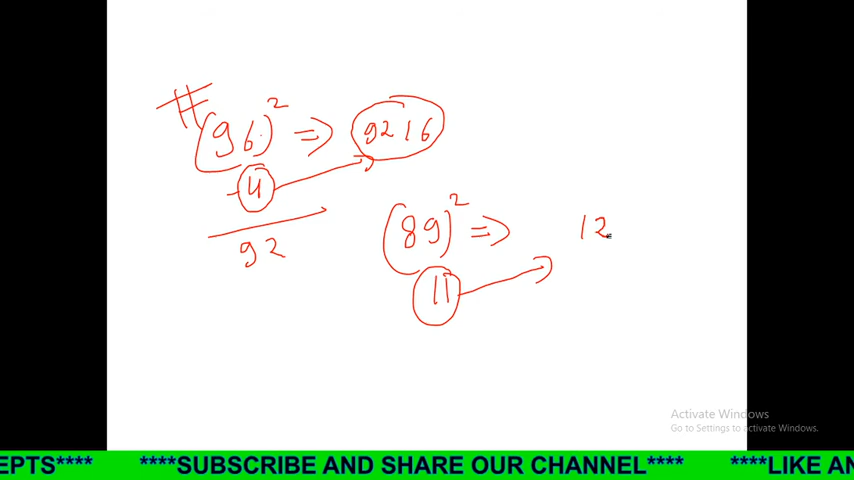 (96)² => 9216
-4
92
(89)² => 12
11
Activate Windows
Go to Settings to activate Windows.
EPTS**** ****SUBSCRIBE AND SHARE OUR CHANNEL**** ****LIKE AN